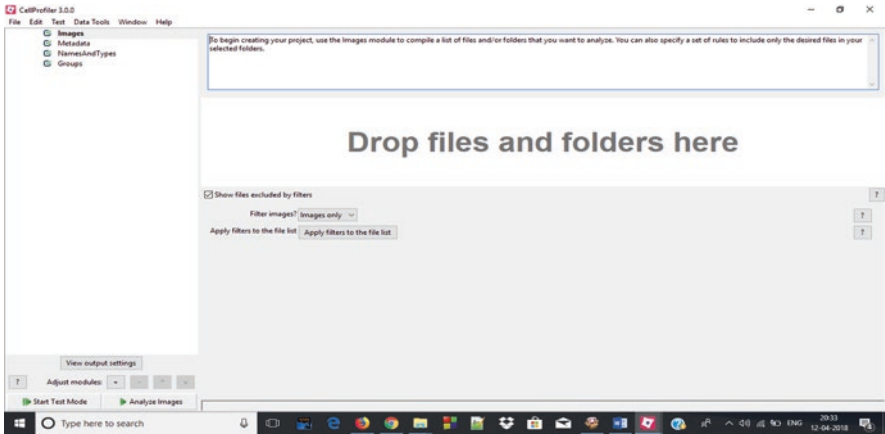 CellProfiler 3.0.0
File Edit Test Data Tools Window Help
Images
Metadata
NamesAndTypes
Groups
To begin creating your project, use the Images module to compile a list of files and/or folders that you want to analyze. You can also specify a set of rules to include only the desired files in your
selected folders.
Drop files and folders here
Show files excluded by filters
?
Filter images? Images only
?
Apply filters to the file list Apply filters to the file list
?
View output settings
? Adjust modules: + - ^ v
Start Test Mode Analyze Images
Type here to search
ENG
20:33
12-04-2018